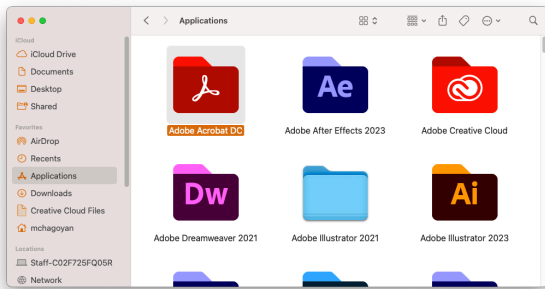 Applications
iCloud
iCloud Drive
Documents
Desktop
Shared
Favorites
AirDrop
Recents
Applications
Downloads
Creative Cloud Files
mchagoyan
Locations
Staff-C02F725FQ05R
Network
Ae
Adobe Acrobat DC
Adobe After Effects 2023
Adobe Creative Cloud
Dw
Ai
Adobe Dreamweaver 2021
Adobe Illustrator 2021
Adobe Illustrator 2023